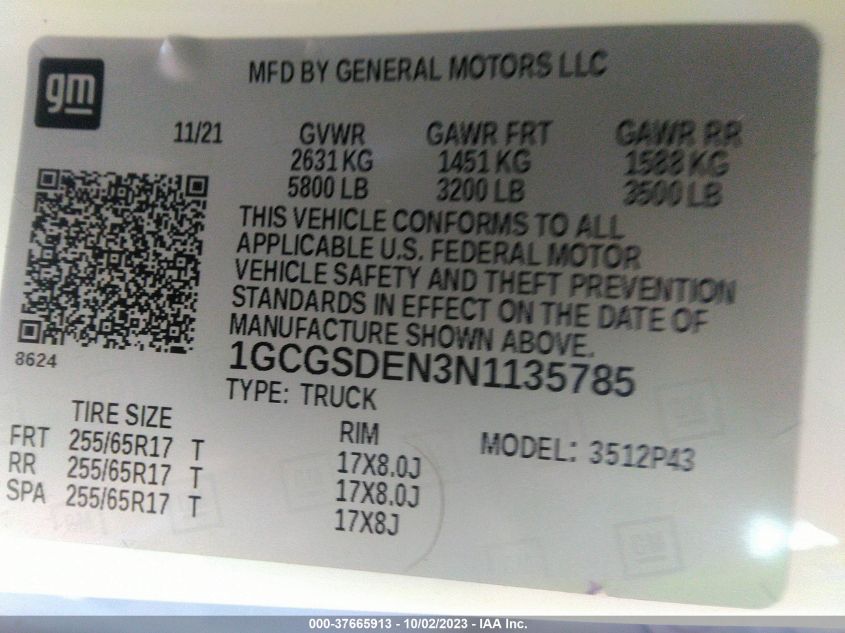 gm
MFD BY GENERAL MOTORS LLC
11/21 GVWR GAWR FRT GAWR RR
2631 KG 1451 KG 1588 KG
5800 LB 3200 LB 3500 LB
THIS VEHICLE CONFORMS TO ALL
APPLICABLE U.S. FEDERAL MOTOR
VEHICLE SAFETY AND THEFT PREVENTION
STANDARDS IN EFFECT ON THE DATE OF
MANUFACTURE SHOWN ABOVE.
8624
1GCGSDEN3N1135785
TYPE: TRUCK
TIRE SIZE RIM MODEL: 3512P43
FRT 255/65R17 T 17X8.0J
RR 255/65R17 T 17X8.0J
SPA 255/65R17 T 17X8J
000-37665913 - 10/02/2023 - IAA Inc.